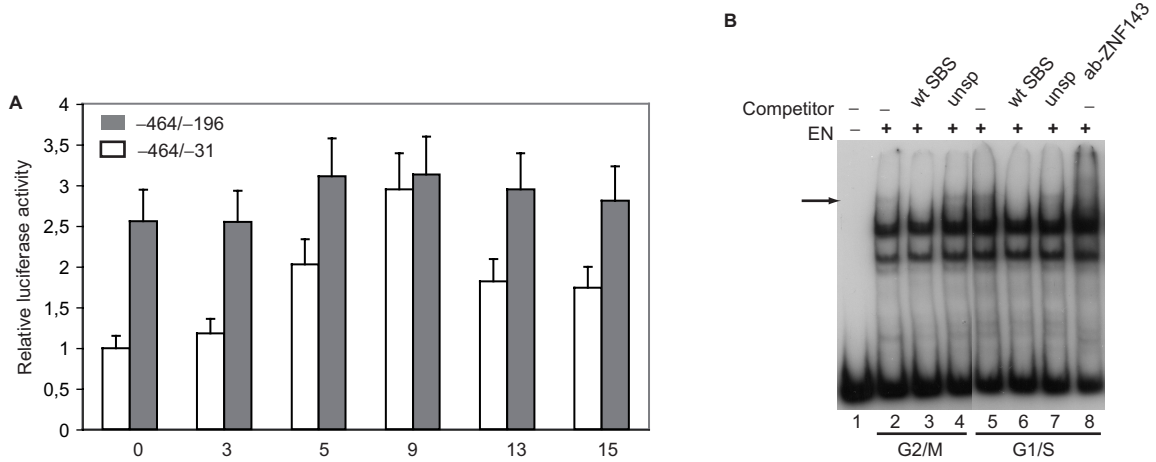 A
Relative luciferase activity
4
3,5
3
2,5
2
1,5
1
0,5
0
–464/–196
–464/–31
0 3 5 9 13 15
B
wt SBS unsp wt SBS unsp ab-ZNF143
Competitor – – – –
EN – + + + + + + +
1 2 3 4 5 6 7 8
G2/M G1/S